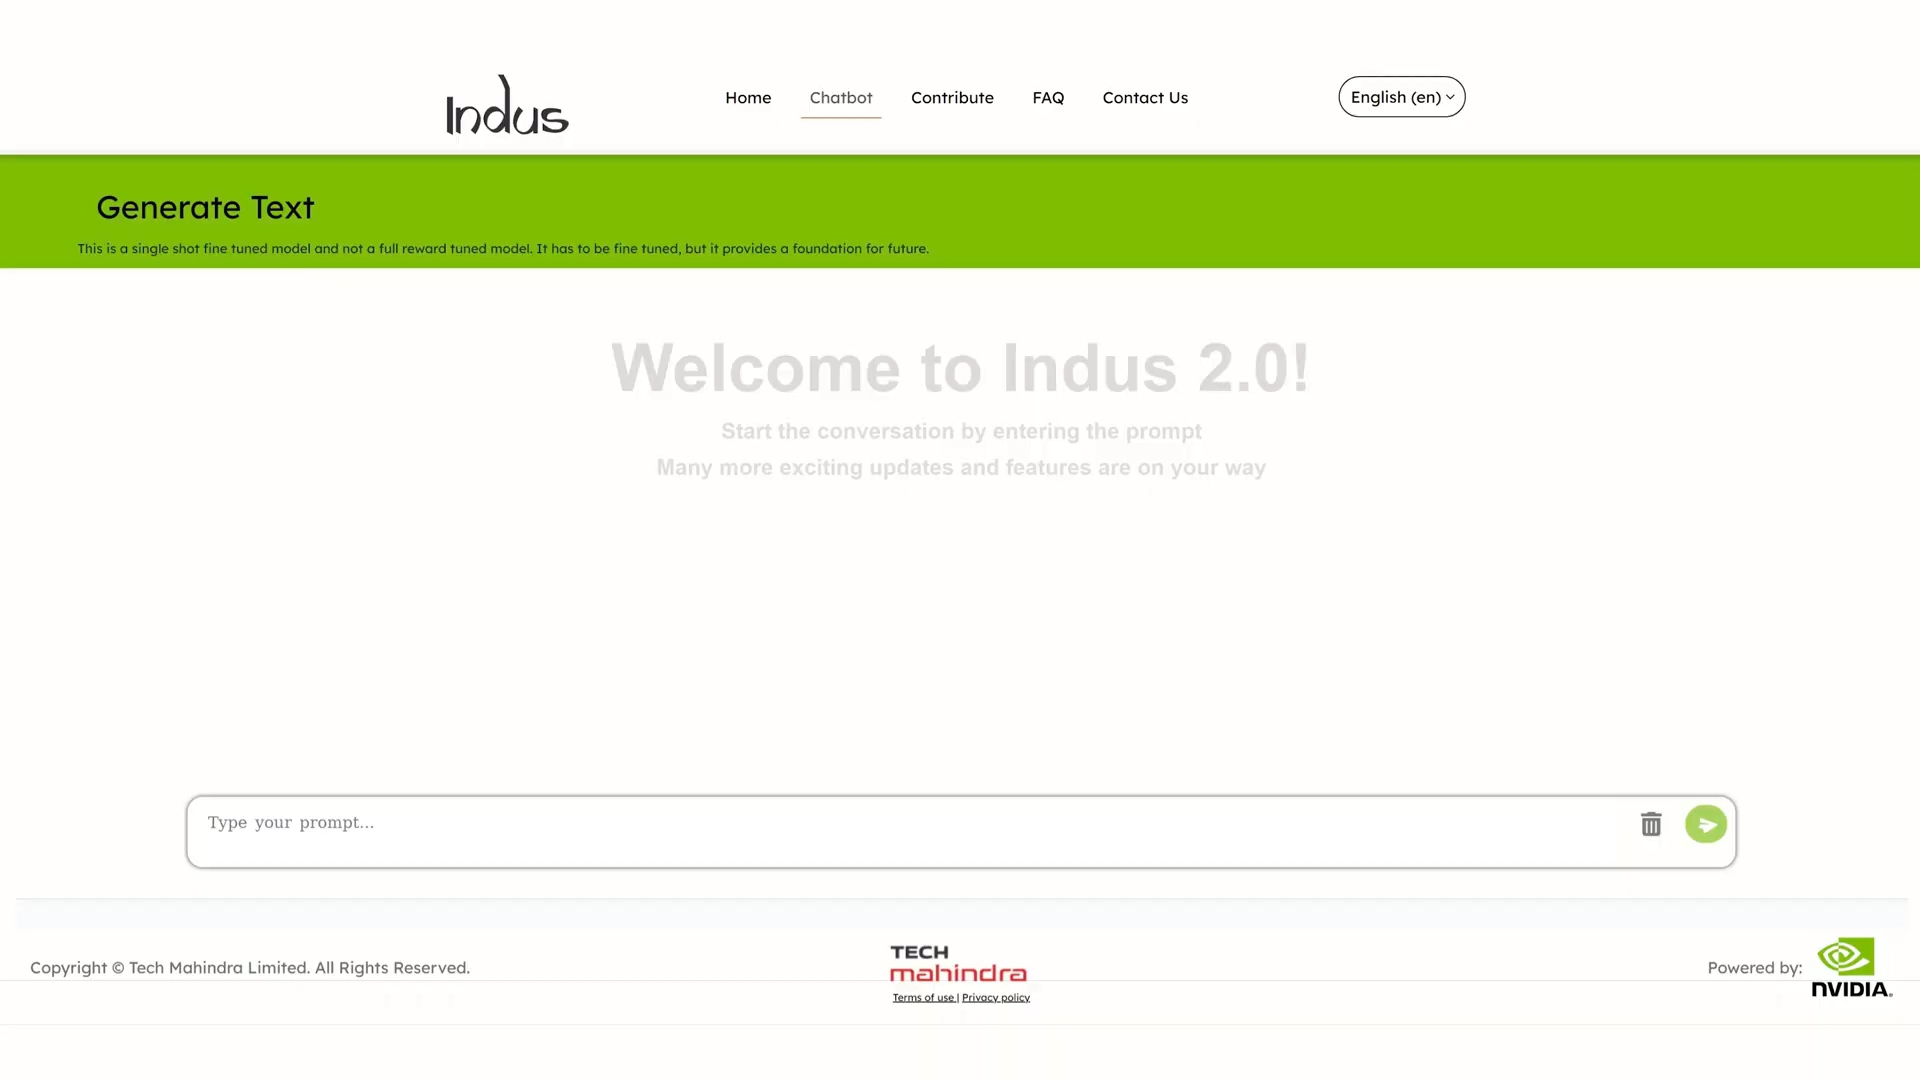 Indus
Home
Chatbot
Contribute
FAQ
Contact Us
English (en)
Generate Text
This is a single shot fine tuned model and not a full reward tuned model. It has to be fine tuned, but it provides a foundation for future.
Welcome to Indus 2.0!
Start the conversation by entering the prompt
Many more exciting updates and features are on your way
Type your prompt...
Copyright © Tech Mahindra Limited. All Rights Reserved.
TECH
mahindra
Terms of use | Privacy policy
Powered by:
NVIDIA.